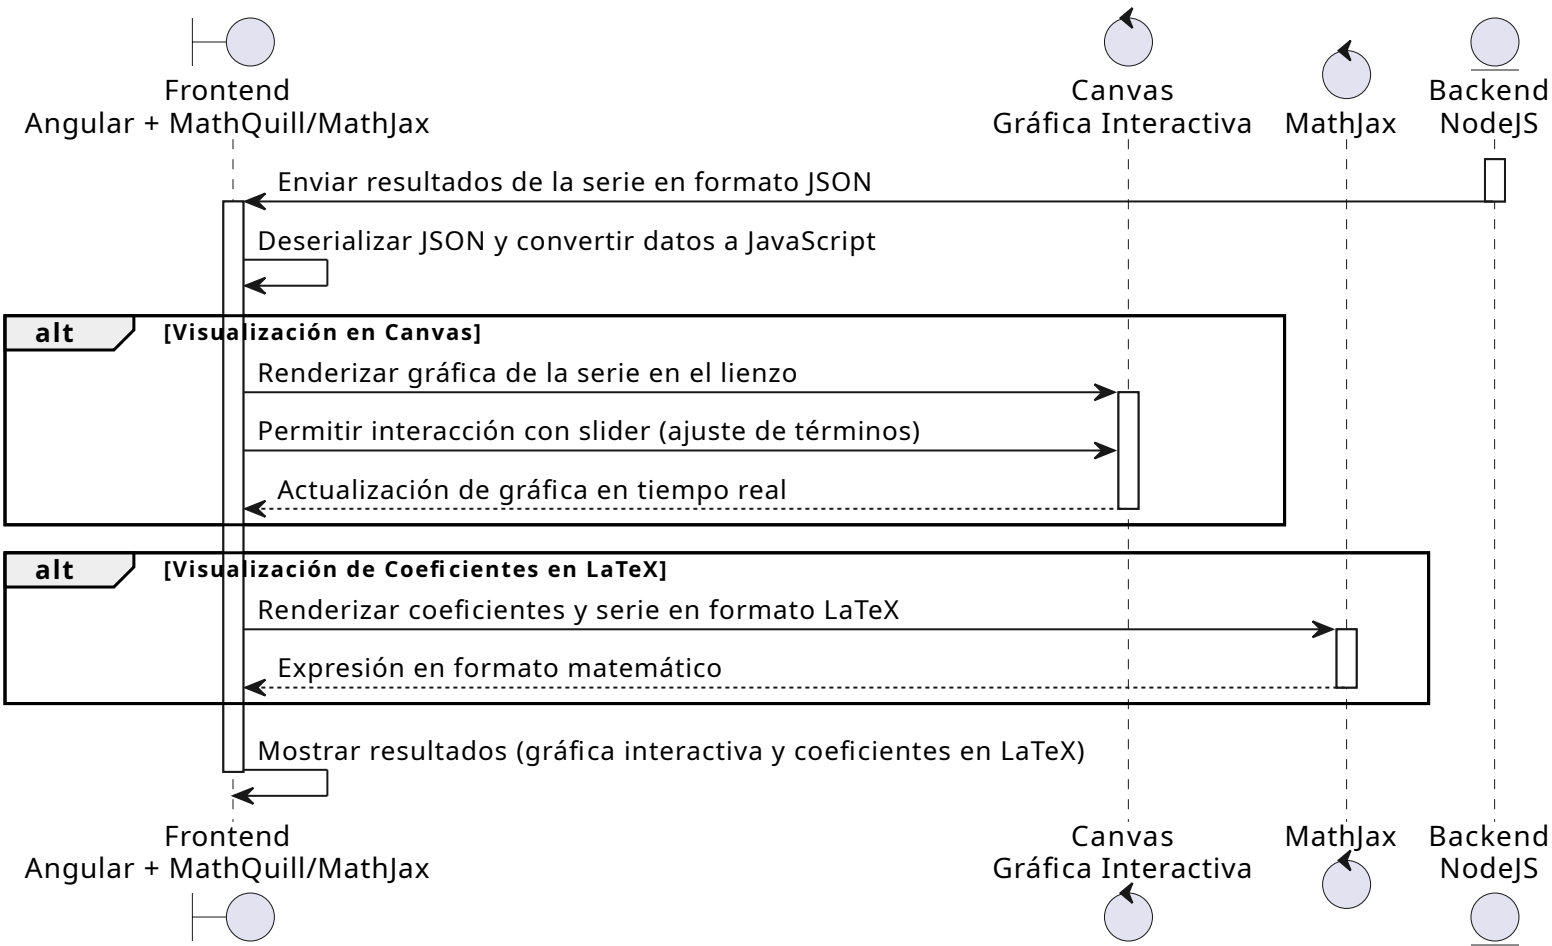 Frontend
Angular + MathQuill/MathJax
Canvas
Gráfica Interactiva
MathJax
Backend
NodeJS
Enviar resultados de la serie en formato JSON
Deserializar JSON y convertir datos a JavaScript
alt [Visualización en Canvas]
Renderizar gráfica de la serie en el lienzo
Permitir interacción con slider (ajuste de términos)
Actualización de gráfica en tiempo real
alt [Visualización de Coeficientes en LaTeX]
Renderizar coeficientes y serie en formato LaTeX
Expresión en formato matemático
Mostrar resultados (gráfica interactiva y coeficientes en LaTeX)
Frontend
Angular + MathQuill/MathJax
Canvas
Gráfica Interactiva
MathJax
Backend
NodeJS